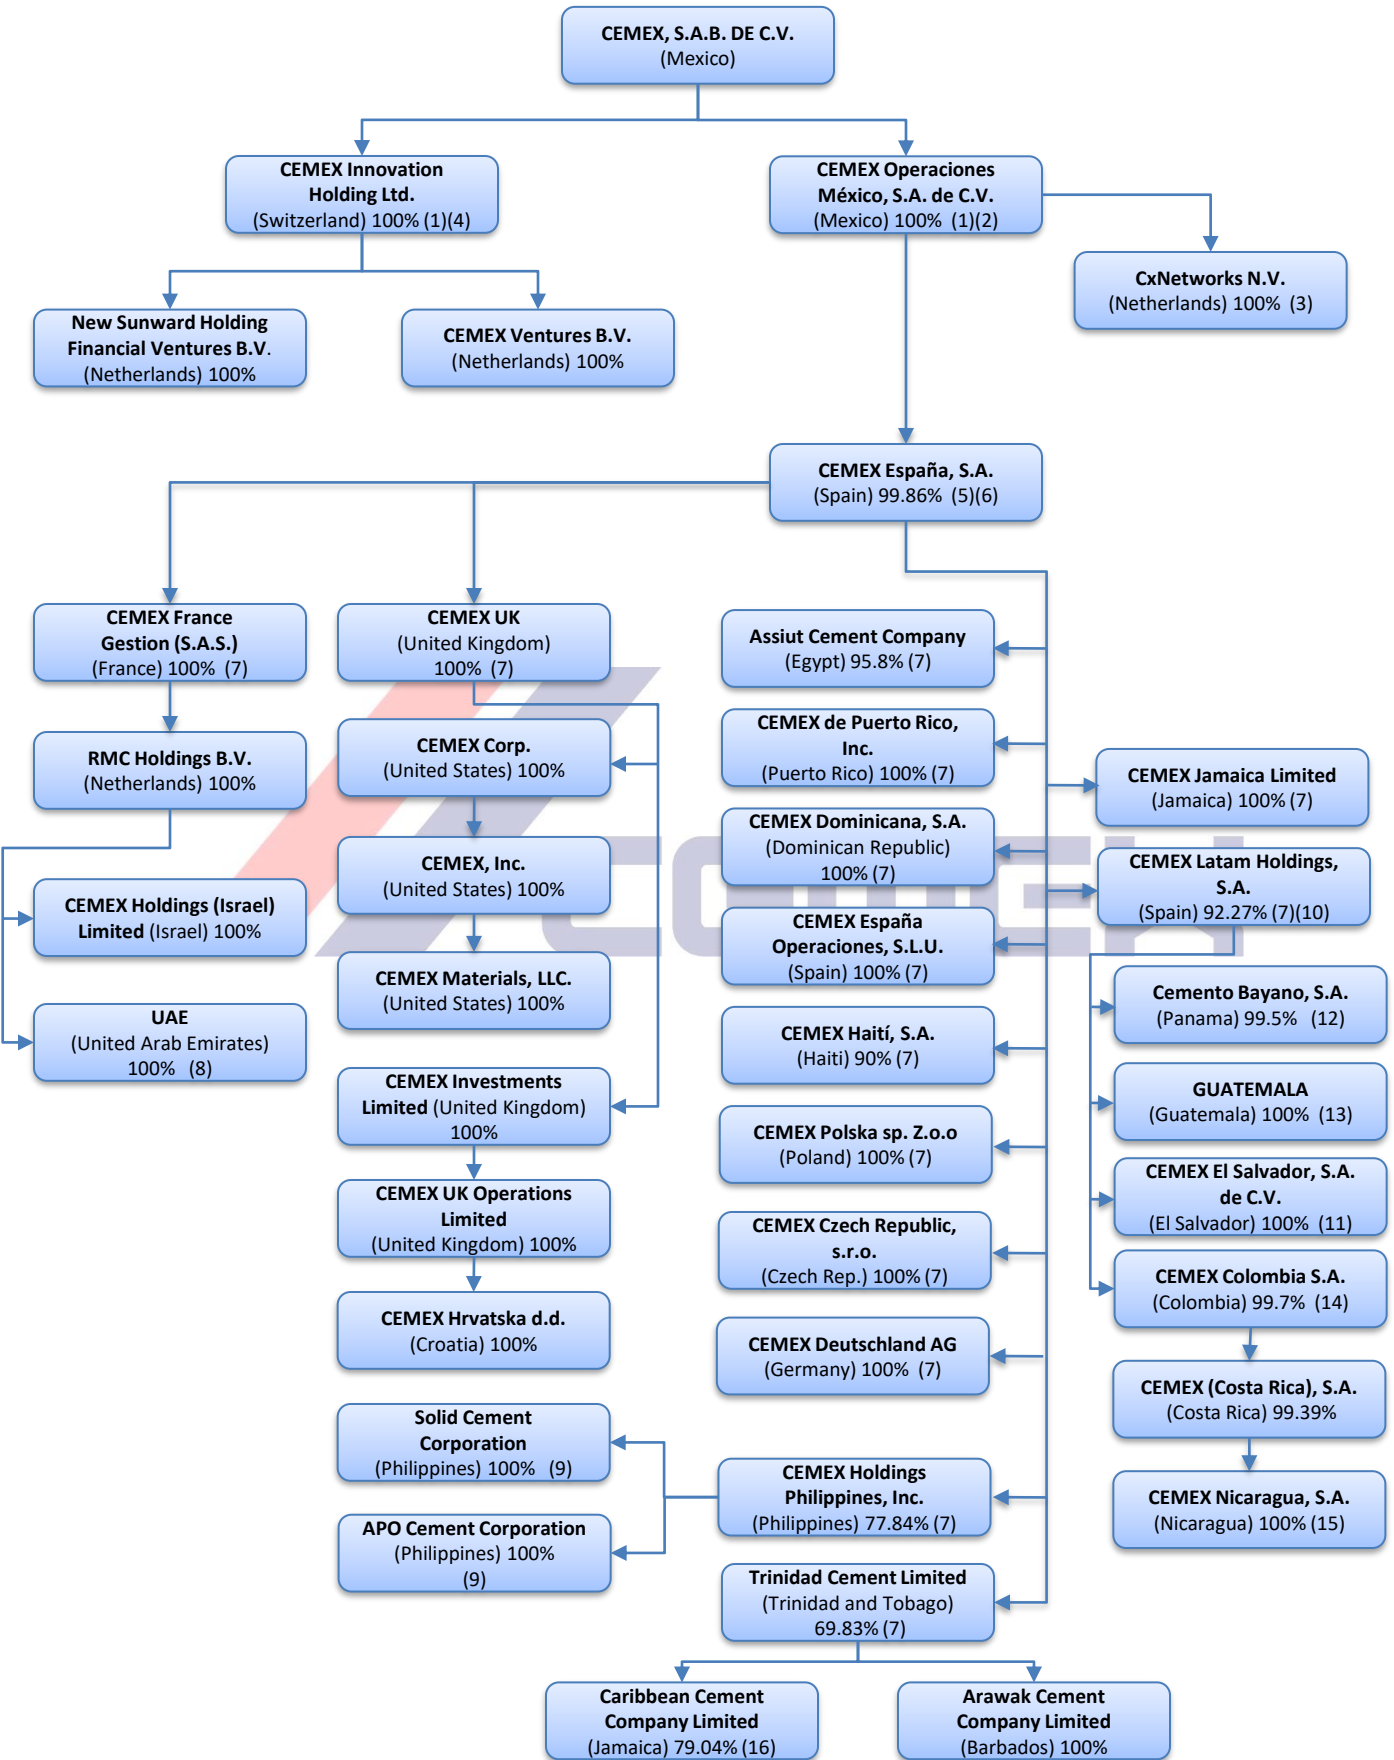 CEMEX, S.A.B. DE C.V.
(Mexico)
CEMEX Innovation
Holding Ltd.
(Switzerland) 100% (1)(4)
CEMEX Operaciones
México, S.A. de C.V.
(Mexico) 100% (1)(2)
CxNetworks N.V.
(Netherlands) 100% (3)
New Sunward Holding
Financial Ventures B.V.
(Netherlands) 100%
CEMEX Ventures B.V.
(Netherlands) 100%
CEMEX España, S.A.
(Spain) 99.86% (5)(6)
CEMEX France
Gestion (S.A.S.)
(France) 100% (7)
RMC Holdings B.V.
(Netherlands) 100%
CEMEX Holdings (Israel)
Limited (Israel) 100%
UAE
(United Arab Emirates)
100% (8)
CEMEX UK
(United Kingdom)
100% (7)
CEMEX Corp.
(United States) 100%
CEMEX, Inc.
(United States) 100%
CEMEX Materials, LLC.
(United States) 100%
CEMEX Investments
Limited (United Kingdom)
100%
CEMEX UK Operations
Limited
(United Kingdom) 100%
CEMEX Hrvatska d.d.
(Croatia) 100%
Solid Cement
Corporation
(Philippines) 100% (9)
APO Cement Corporation
(Philippines) 100%
(9)
Assiut Cement Company
(Egypt) 95.8% (7)
CEMEX de Puerto Rico,
Inc.
(Puerto Rico) 100% (7)
CEMEX Dominicana, S.A.
(Dominican Republic)
100% (7)
CEMEX España
Operaciones, S.L.U.
(Spain) 100% (7)
CEMEX Haití, S.A.
(Haiti) 90% (7)
CEMEX Polska sp. Z.o.o
(Poland) 100% (7)
CEMEX Czech Republic,
s.r.o.
(Czech Rep.) 100% (7)
CEMEX Deutschland AG
(Germany) 100% (7)
CEMEX Holdings
Philippines, Inc.
(Philippines) 77.84% (7)
Trinidad Cement Limited
(Trinidad and Tobago)
69.83% (7)
Caribbean Cement
Company Limited
(Jamaica) 79.04% (16)
Arawak Cement
Company Limited
(Barbados) 100%
CEMEX Jamaica Limited
(Jamaica) 100% (7)
CEMEX Latam Holdings,
S.A.
(Spain) 92.27% (7)(10)
Cemento Bayano, S.A.
(Panama) 99.5% (12)
GUATEMALA
(Guatemala) 100% (13)
CEMEX El Salvador, S.A.
de C.V.
(El Salvador) 100% (11)
CEMEX Colombia S.A.
(Colombia) 99.7% (14)
CEMEX (Costa Rica), S.A.
(Costa Rica) 99.39%
CEMEX Nicaragua, S.A.
(Nicaragua) 100% (15)
CEMEX